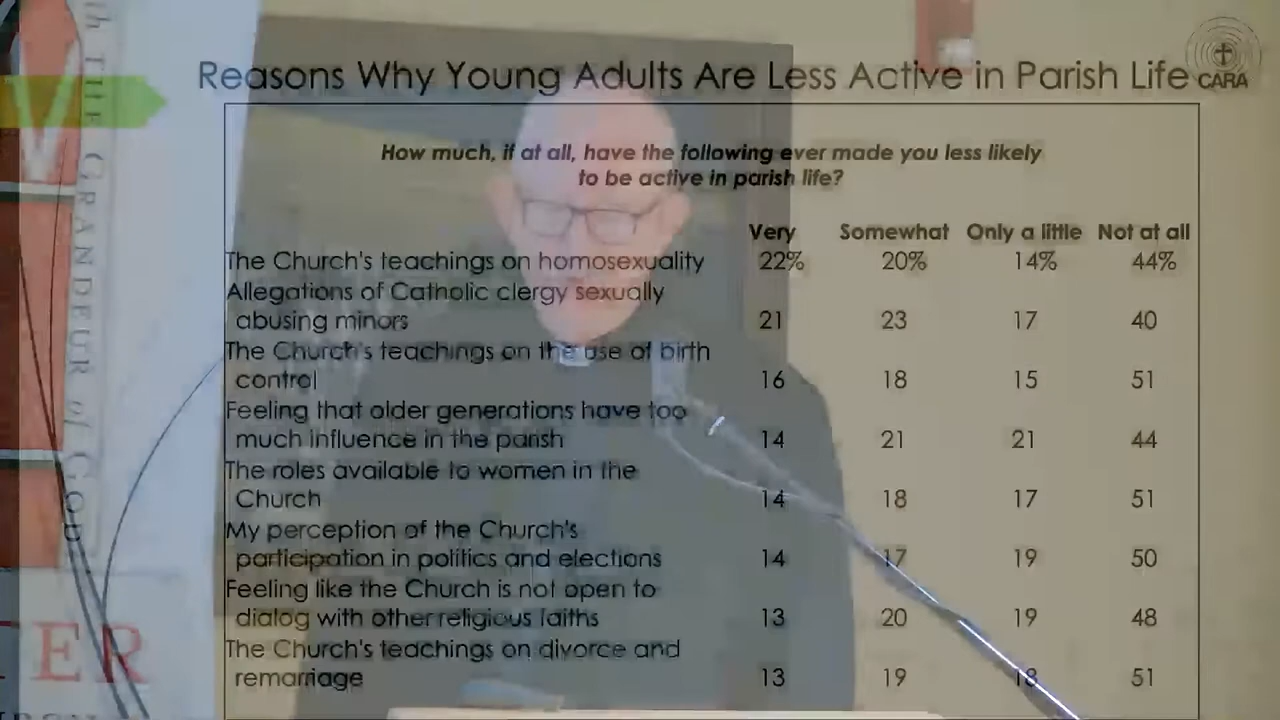 Reasons Why Young Adults Are Less Active in Parish Life
CARA
How much, if at all, have the following ever made you less likely
to be active in parish life?
Very Somewhat Only a little Not at all
The Church's teachings on homosexuality 22% 20% 14% 44%
Allegations of Catholic clergy sexually
abusing minors 21 23 17 40
The Church's teachings on the use of birth
control 16 18 15 51
Feeling that older generations have too
much influence in the parish 14 21 21 44
The roles available to women in the
Church 14 18 17 51
My perception of the Church's
participation in politics and elections 14 17 19 50
Feeling like the Church is not open to
dialog with other religious faiths 13 20 19 48
The Church's teachings on divorce and
remarriage 13 19 18 51
th THE GRANDEUR of GOD
ER